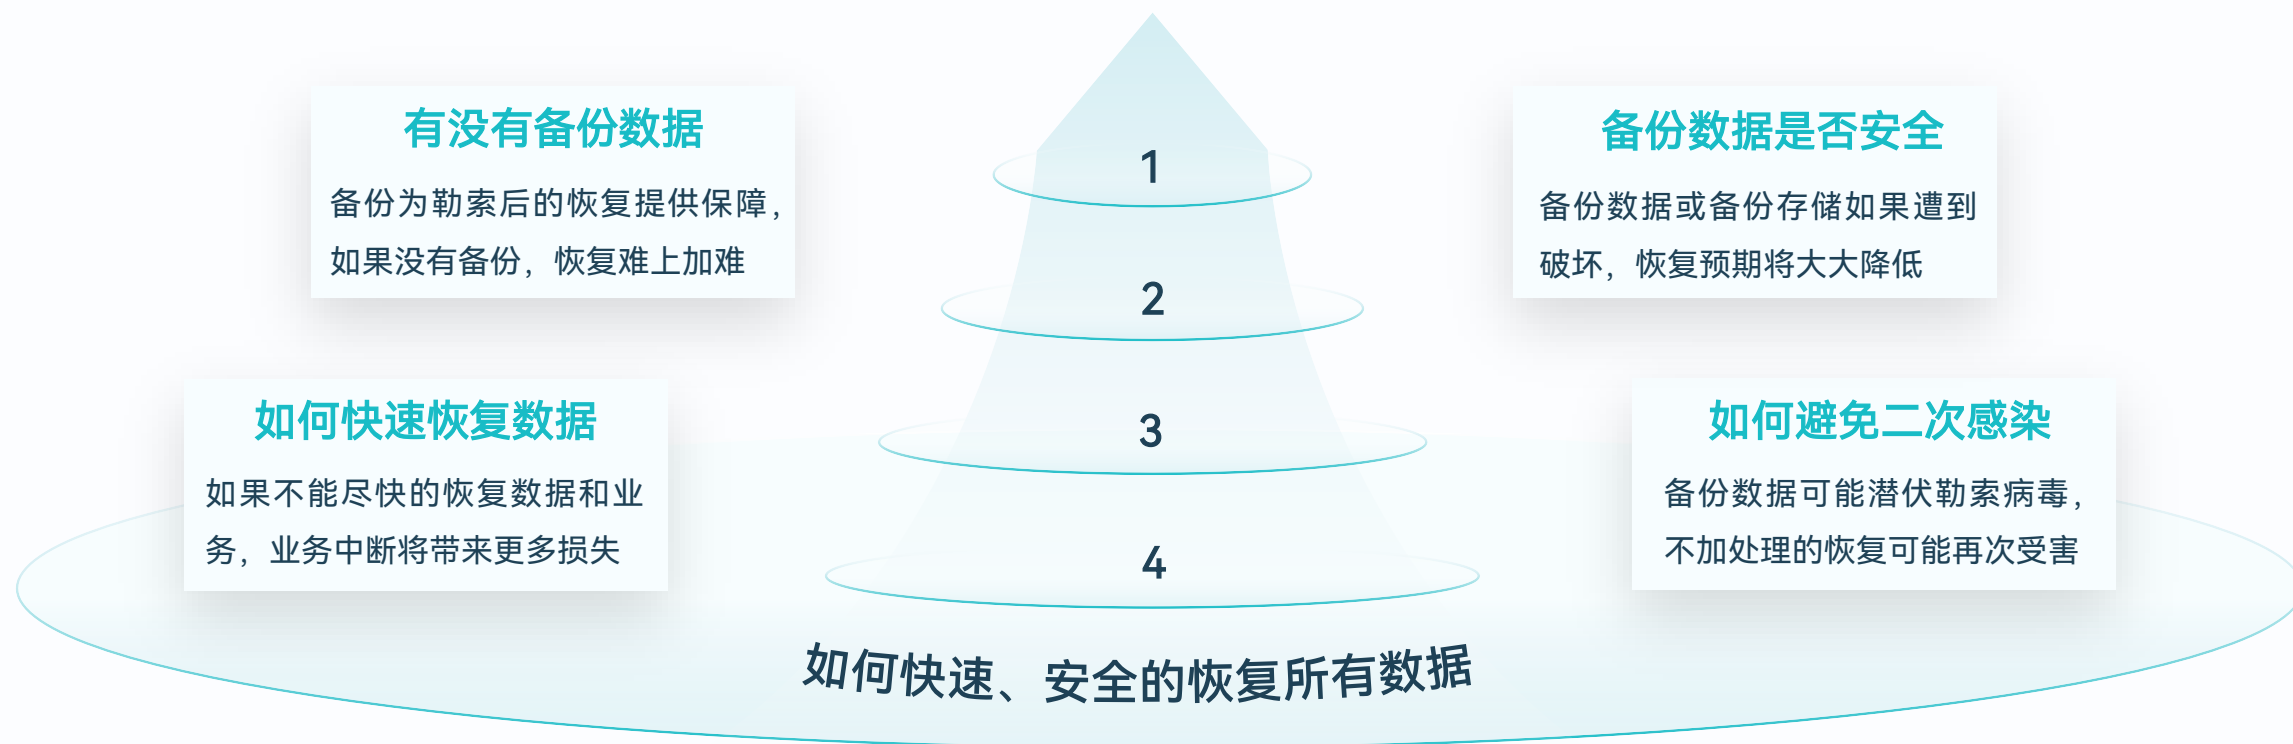 有没有备份数据
备份为勒索后的恢复提供保障，
如果没有备份，恢复难上加难
备份数据是否安全
备份数据或备份存储如果遭到
破坏，恢复预期将大大降低
如何快速恢复数据
如果不能尽快的恢复数据和业
务，业务中断将带来更多损失
如何避免二次感染
备份数据可能潜伏勒索病毒，
不加处理的恢复可能再次受害
1
2
3
4
如何快速、安全的恢复所有数据